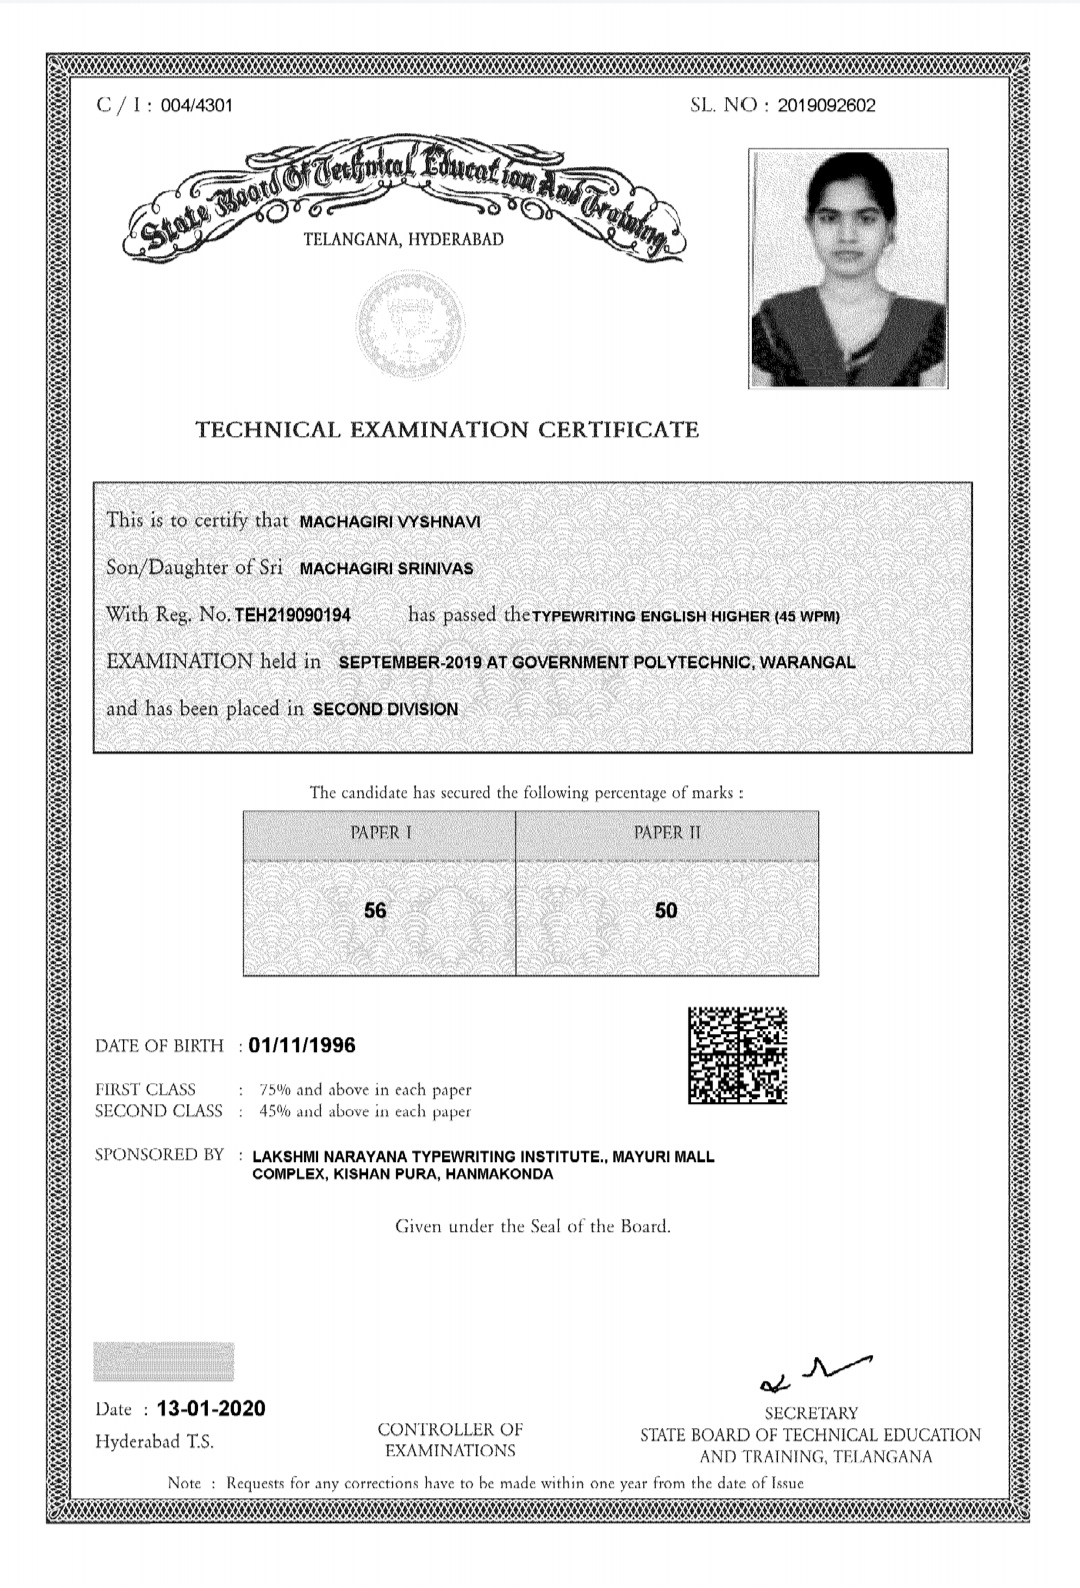 C / I : 004/4301
SL. NO : 2019092602
State Board Of Technical Education And Training
TELANGANA, HYDERABAD
TECHNICAL EXAMINATION CERTIFICATE
This is to certify that MACHAGIRI VYSHNAVI
Son/Daughter of Sri MACHAGIRI SRINIVAS
With Reg. No. TEH219090194 has passed the TYPEWRITING ENGLISH HIGHER (45 WPM)
EXAMINATION held in SEPTEMBER-2019 AT GOVERNMENT POLYTECHNIC, WARANGAL
and has been placed in SECOND DIVISION
The candidate has secured the following percentage of marks :
PAPER I PAPER II
56 50
DATE OF BIRTH : 01/11/1996
FIRST CLASS : 75% and above in each paper
SECOND CLASS : 45% and above in each paper
SPONSORED BY : LAKSHMI NARAYANA TYPEWRITING INSTITUTE., MAYURI MALL
COMPLEX, KISHAN PURA, HANMAKONDA
Given under the Seal of the Board.
Date : 13-01-2020
Hyderabad T.S.
CONTROLLER OF
EXAMINATIONS
SECRETARY
STATE BOARD OF TECHNICAL EDUCATION
AND TRAINING, TELANGANA
Note : Requests for any corrections have to be made within one year from the date of Issue